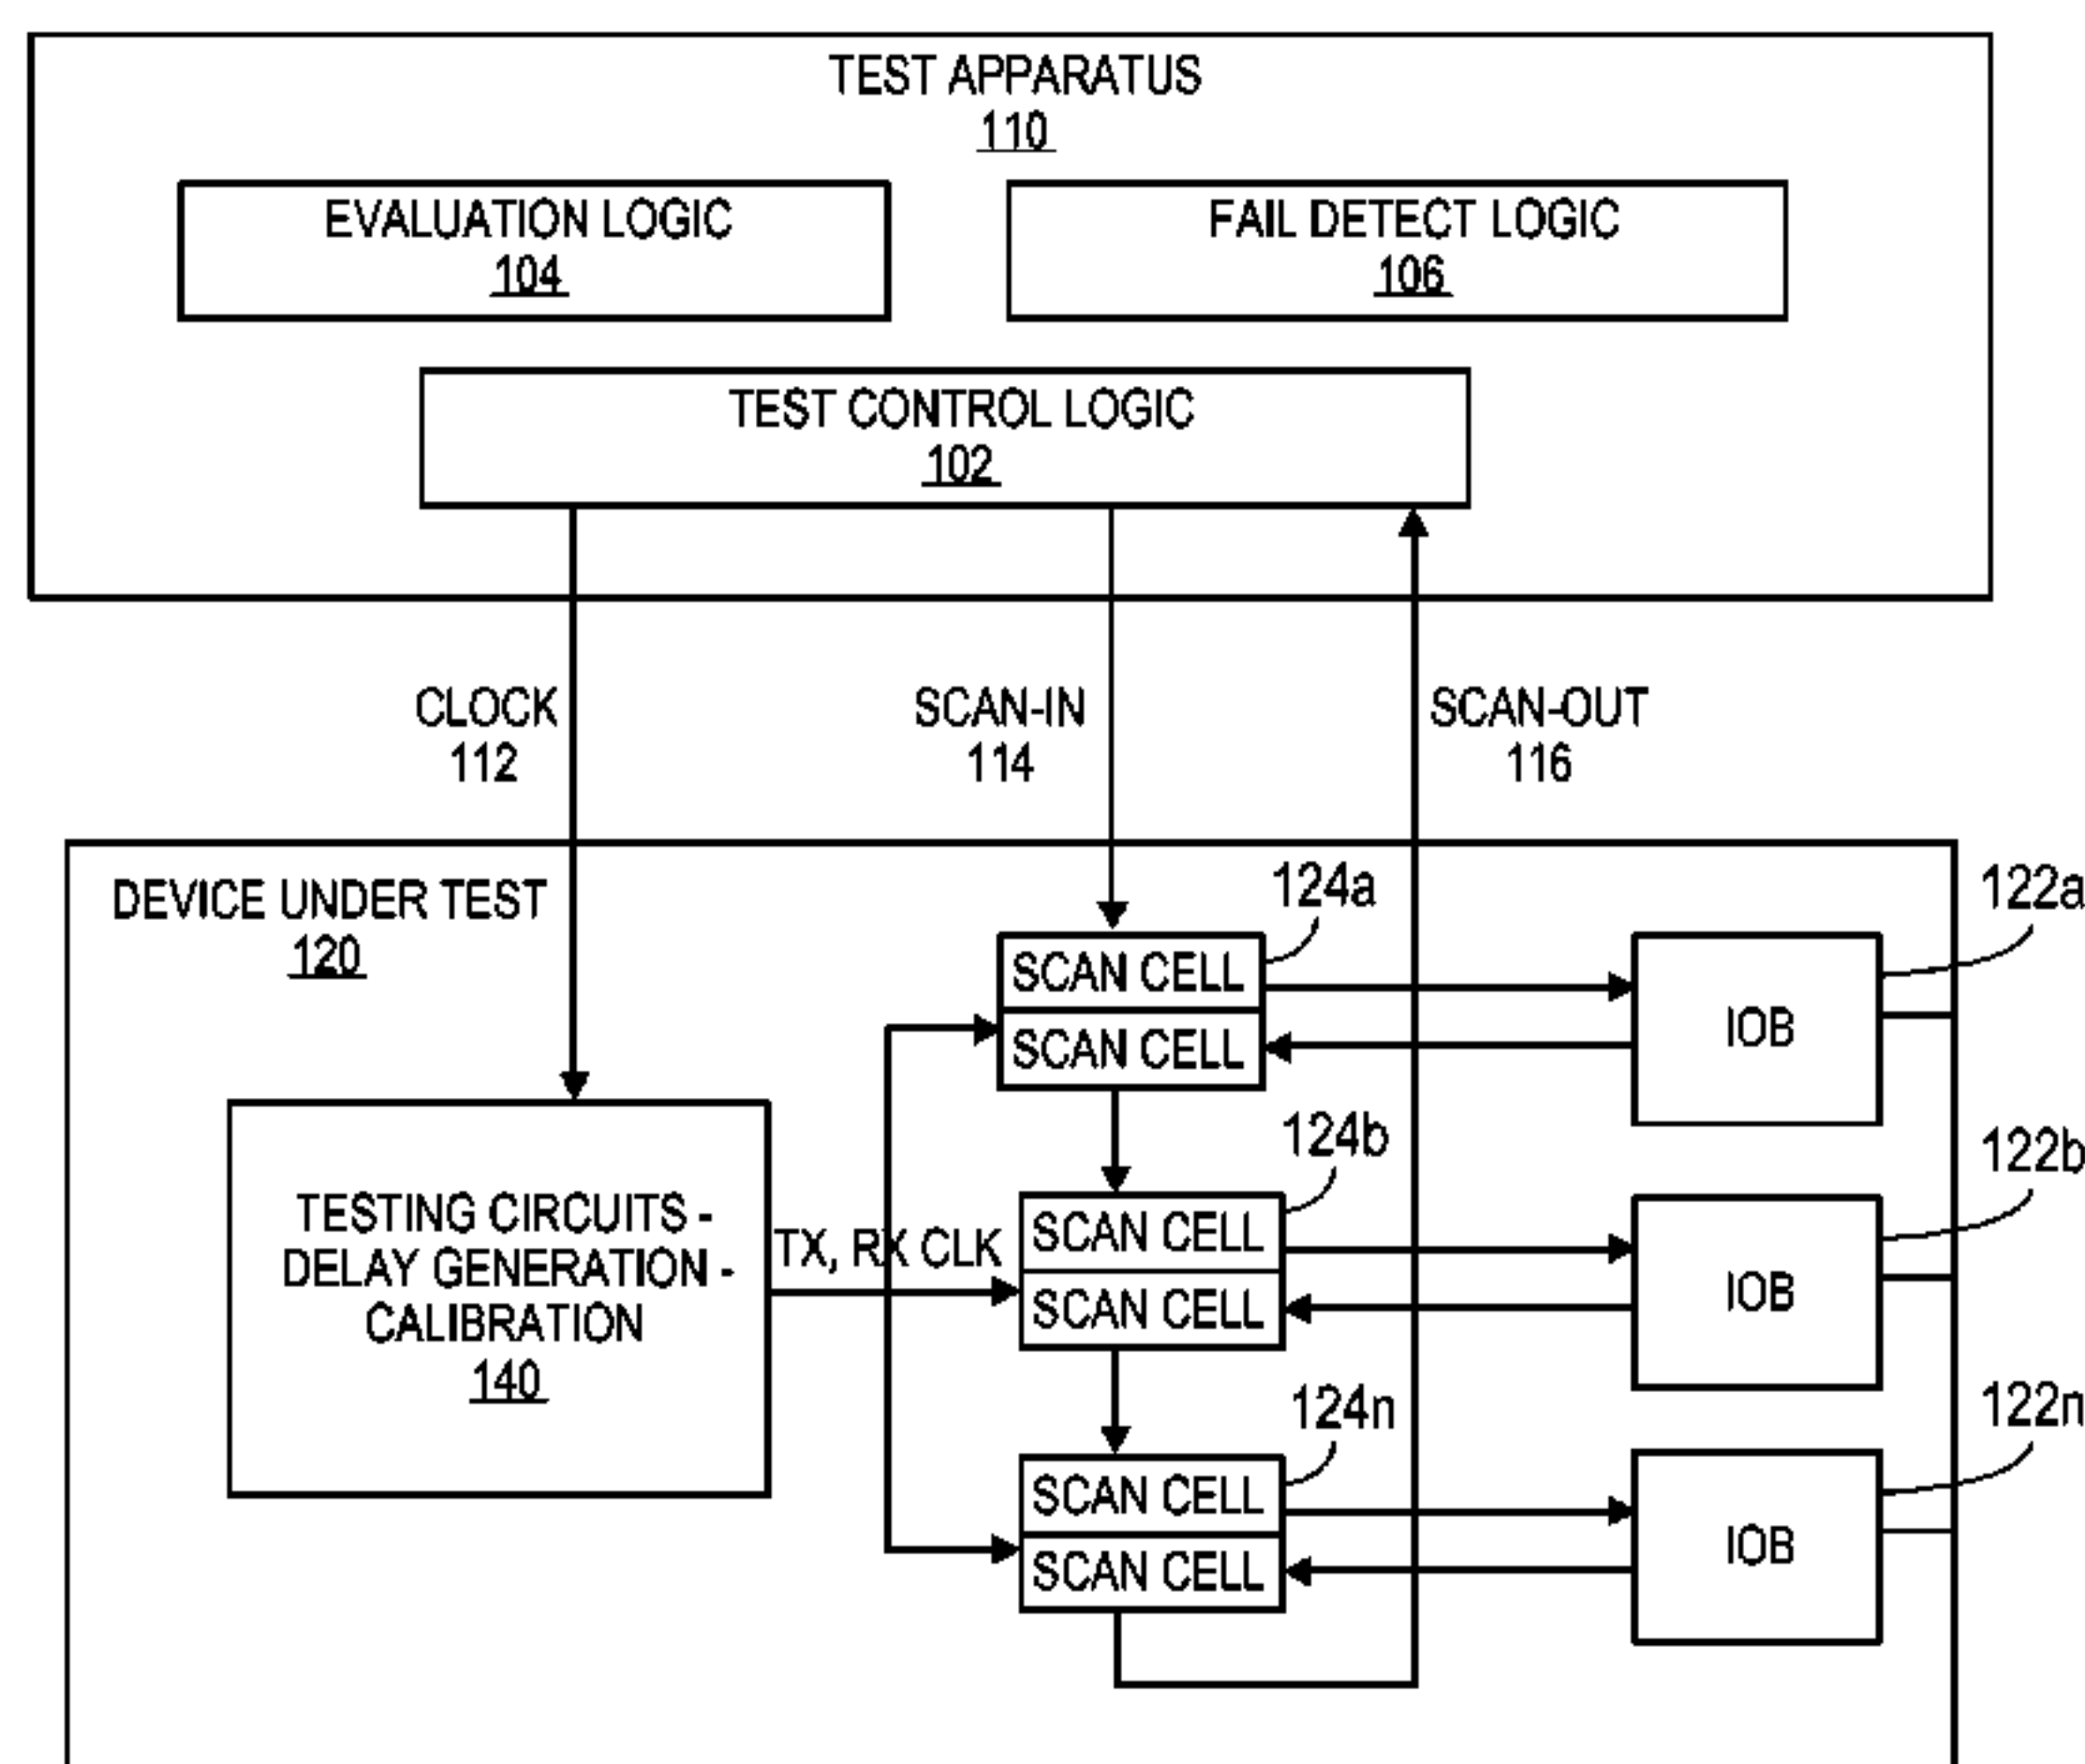 TEST APPARATUS
110
EVALUATION LOGIC
104
FAIL DETECT LOGIC
106
TEST CONTROL LOGIC
102
CLOCK
112
SCAN-IN
114
SCAN-OUT
116
DEVICE UNDER TEST
120
124a
122a
SCAN CELL
SCAN CELL
IOB
124b
122b
TESTING CIRCUITS -
DELAY GENERATION -
CALIBRATION
140
TX, RX CLK
SCAN CELL
SCAN CELL
IOB
124n
122n
SCAN CELL
SCAN CELL
IOB